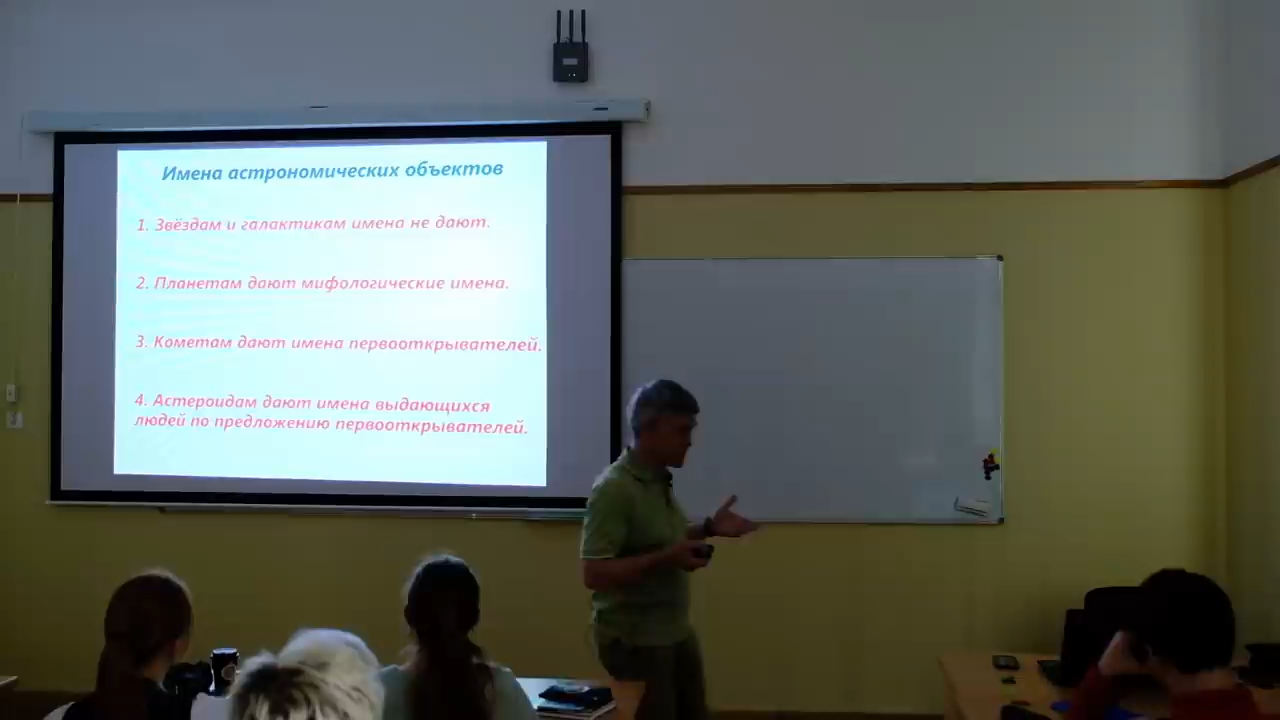 Имена астрономических объектов
1. Звёздам и галактикам имена не дают.
2. Планетам дают мифологические имена.
3. Кометам дают имена первооткрывателей.
4. Астероидам дают имена выдающихся
людей по предложению первооткрывателей.